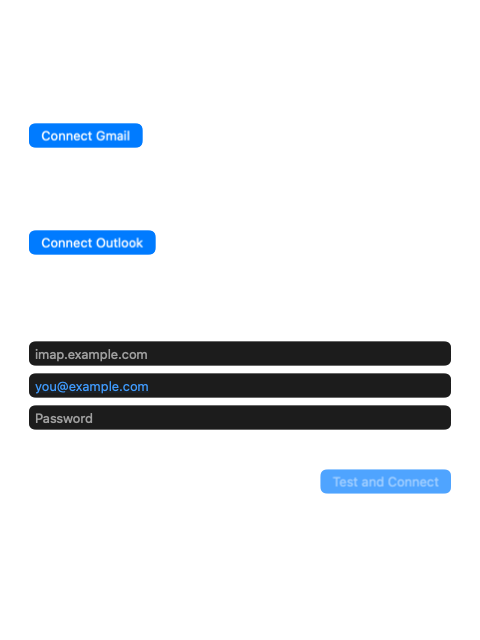 Connect Gmail
Connect Outlook
imap.example.com
you@example.com
Password
Test and Connect